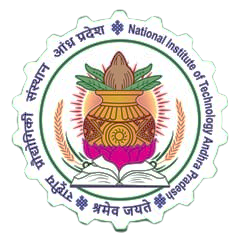 राष्ट्रीय प्रौद्योगिकी संस्थान आंध्र प्रदेश
National Institute of Technology Andhra Pradesh
श्रमेव जयते